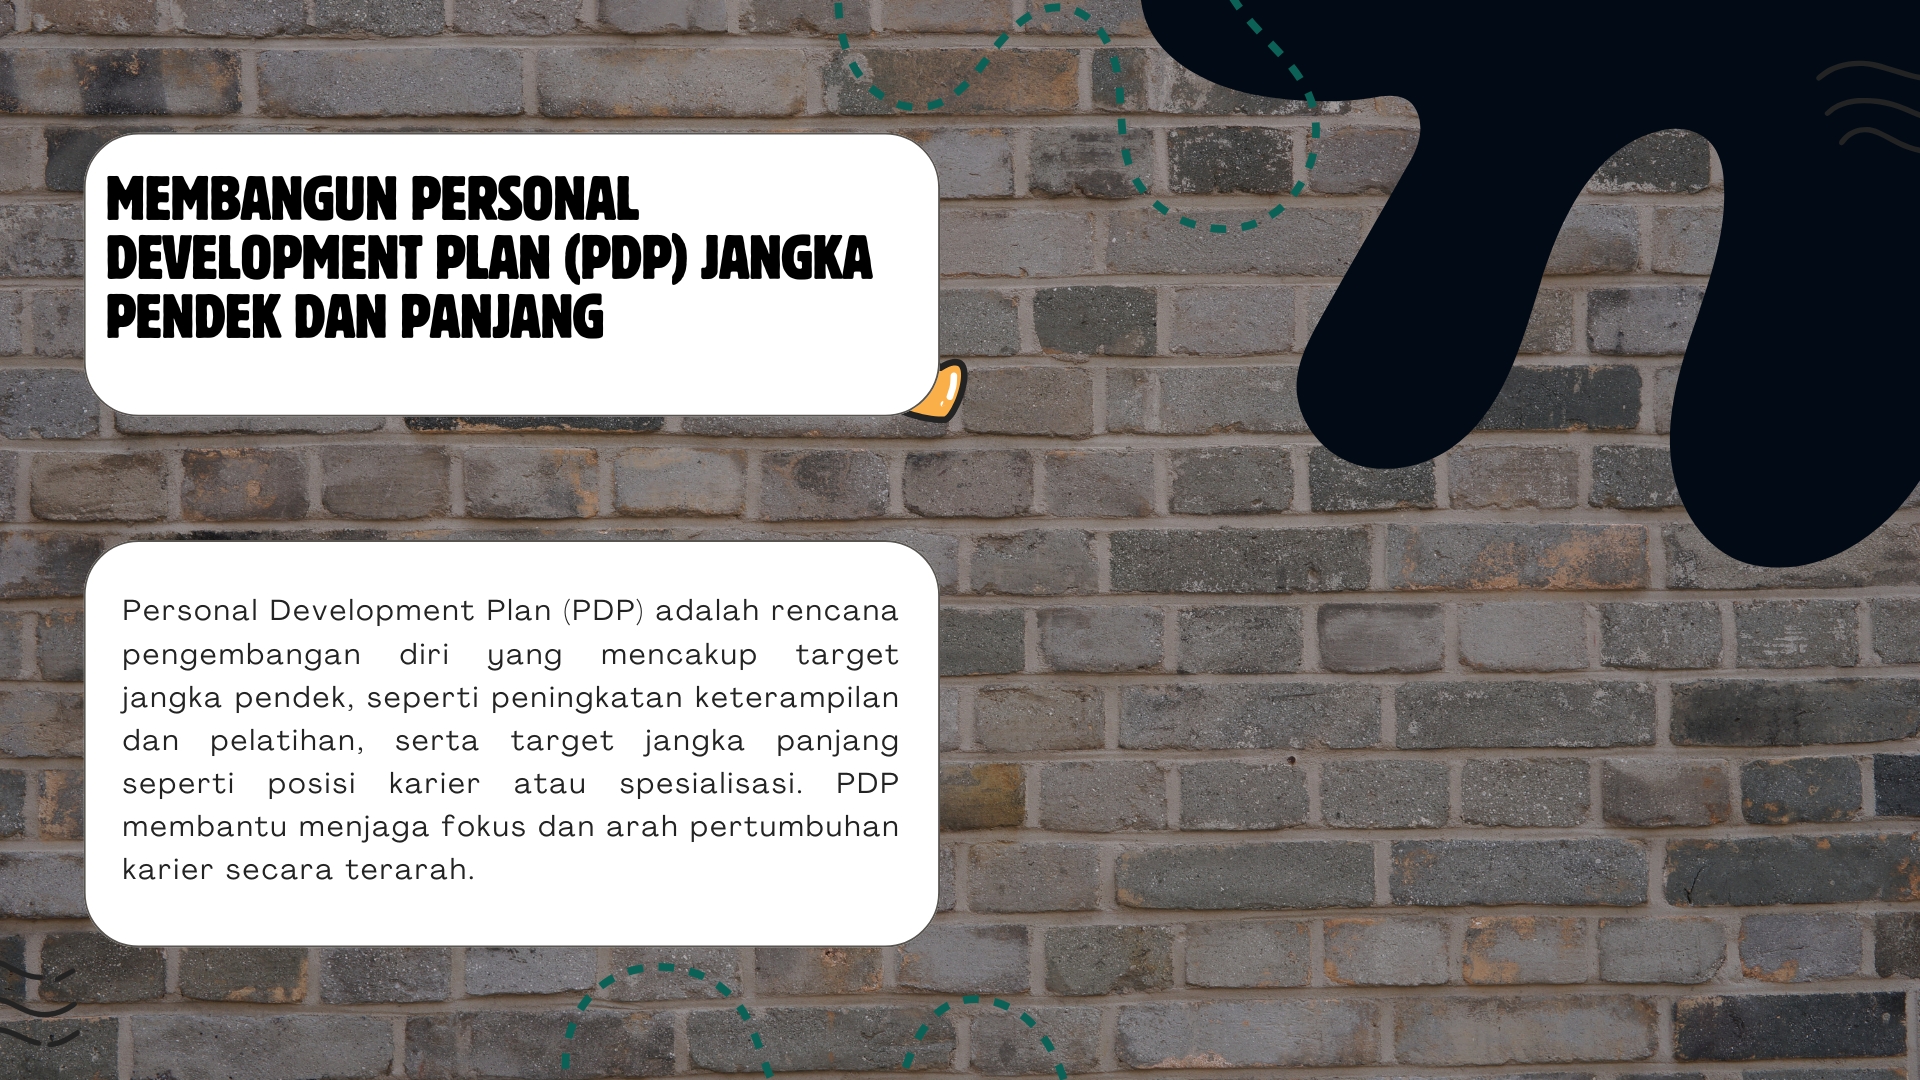 MEMBANGUN PERSONAL
DEVELOPMENT PLAN (PDP) JANGKA
PENDEK DAN PANJANG
Personal Development Plan (PDP) adalah rencana
pengembangan diri yang mencakup target
jangka pendek, seperti peningkatan keterampilan
dan pelatihan, serta target jangka panjang
seperti posisi karier atau spesialisasi. PDP
membantu menjaga fokus dan arah pertumbuhan
karier secara terarah.